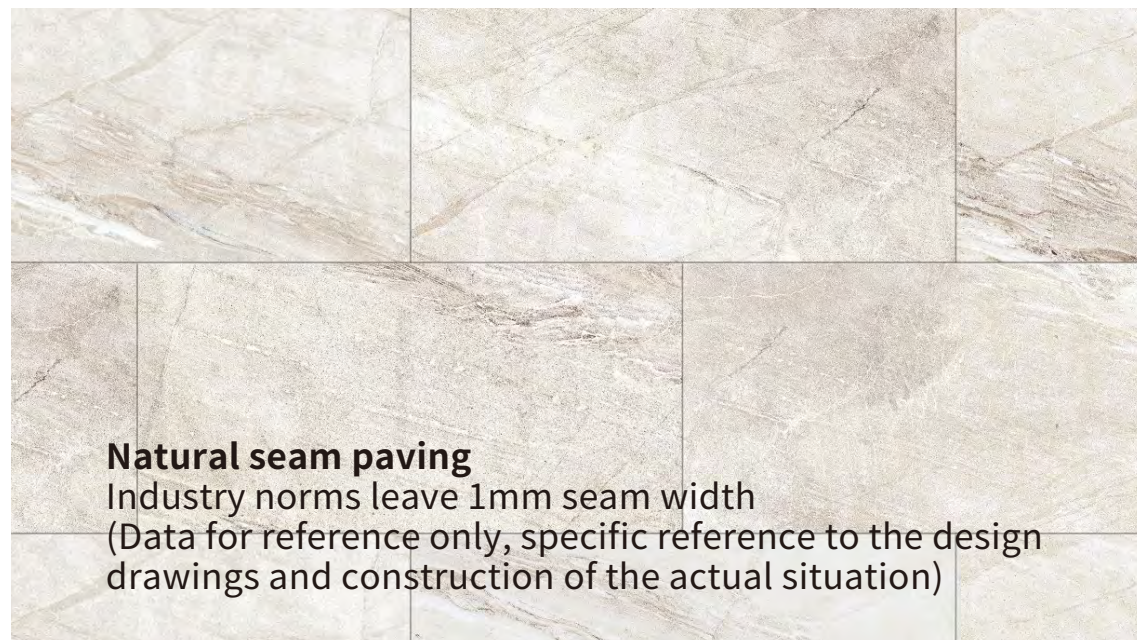 Natural seam paving
Industry norms leave 1mm seam width
(Data for reference only, specific reference to the design
drawings and construction of the actual situation)